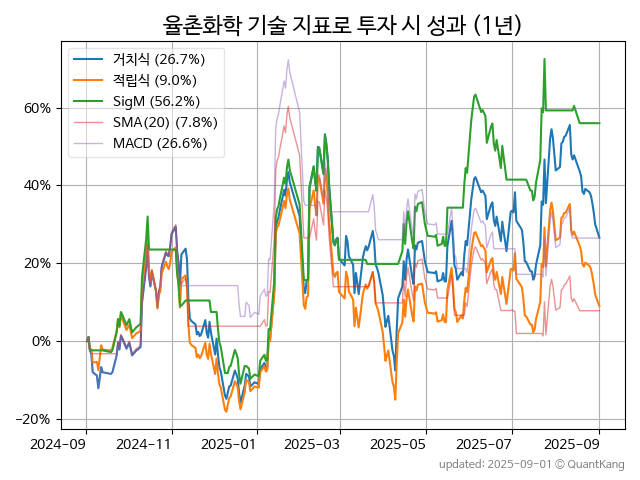 율촌화학 기술 지표로 투자 시 성과 (1년)
거치식 (26.7%)
적립식 (9.0%)
SigM (56.2%)
SMA(20) (7.8%)
MACD (26.6%)
60%
40%
20%
0%
−20%
2024-09 2024-11 2025-01 2025-03 2025-05 2025-07 2025-09
updated: 2025-09-01 © QuantKang